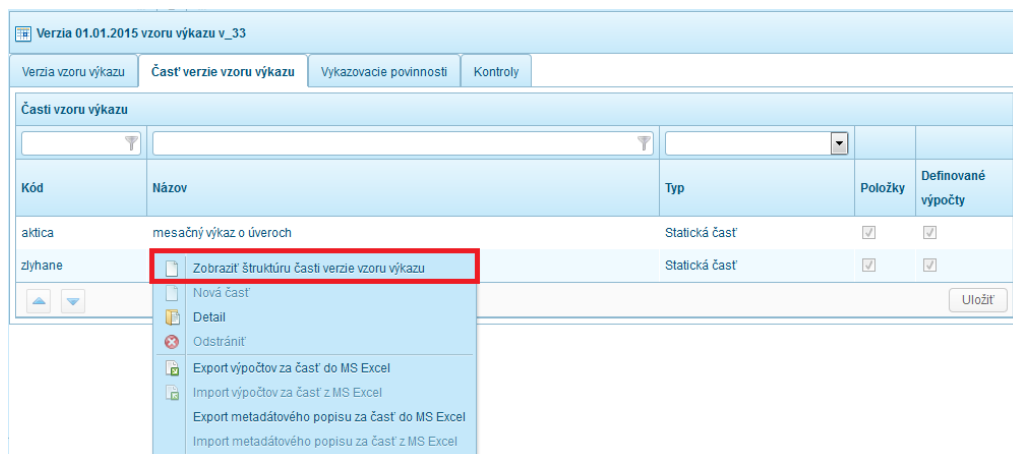 Verzia 01.01.2015 vzoru výkazu v_33
Verzia vzoru výkazu Časť verzie vzoru výkazu Vykazovacie povinnosti Kontroly
Časti vzoru výkazu
Kód Názov Typ Položky Definované výpočty
aktica mesačný výkaz o úveroch Statická časť
zlyhane Statická časť
Zobraziť štruktúru časti verzie vzoru výkazu
Nová časť
Detail
Odstrániť
Export výpočtov za časť do MS Excel
Import výpočtov za časť z MS Excel
Export metadátového popisu za časť do MS Excel
Import metadátového popisu za časť z MS Excel
Uložiť